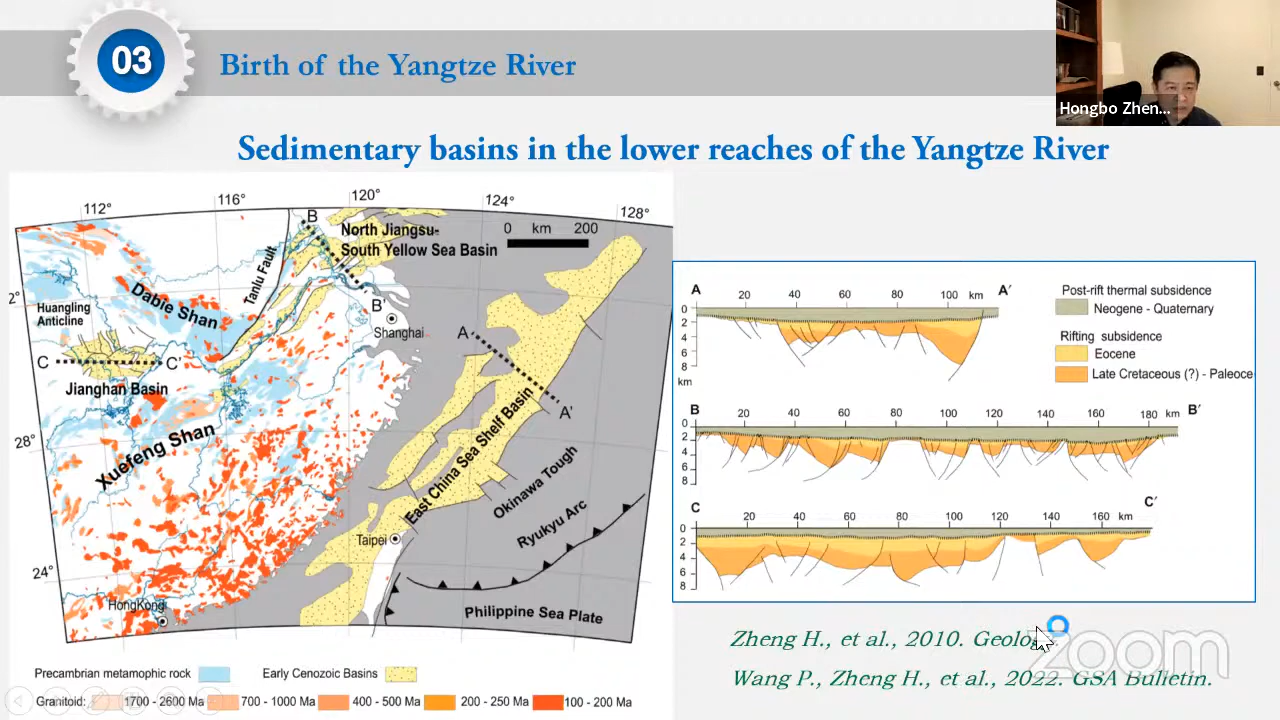 03
Birth of the Yangtze River
Hongbo Zhen...
Sedimentary basins in the lower reaches of the Yangtze River
112° 116° 120° 124° 128°
B
North Jiangsu-
South Yellow Sea Basin
0 km 200
Tanlu Fault
2°
Dabie Shan
Huangling
Anticline
B'
Shanghai
A
C C'
Jianghan Basin
A'
28°
Xuefeng Shan
East China Sea Shelf Basin
Okinawa Tough
Ryukyu Arc
Taipei
24°
HongKong
Philippine Sea Plate
Precambrian metamophic rock
Early Cenozoic Basins
Granitoid: 1700 - 2600 Ma 700 - 1000 Ma 400 - 500 Ma 200 - 250 Ma 100 - 200 Ma
A 20 40 60 80 100 km A'
0
2
4
6
8
km
Post-rift thermal subsidence
Neogene - Quaternary
Rifting subsidence
Eocene
Late Cretaceous (?) - Paleoce
B 20 40 60 80 100 120 140 160 180 km B'
0
2
4
6
8
C 20 40 60 80 100 120 140 160 km C'
0
2
4
6
8
Zheng H., et al., 2010. Geology.
Wang P., Zheng H., et al., 2022. GSA Bulletin.
zoom